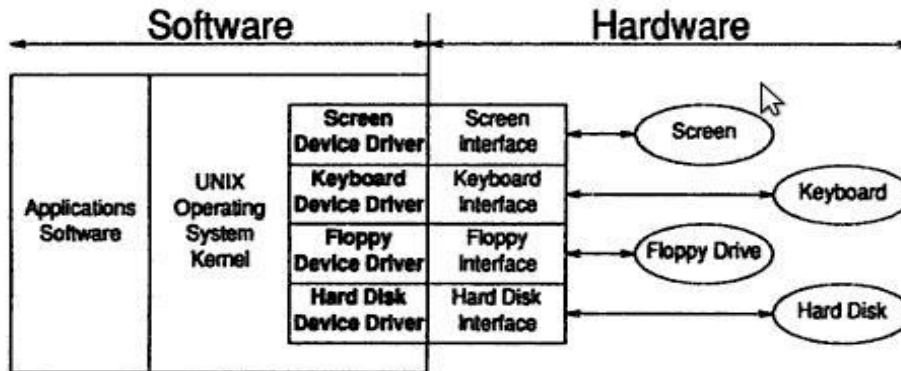 Software
Hardware
Applications
Software
UNIX
Operating
System
Kernel
Screen
Device Driver
Keyboard
Device Driver
Floppy
Device Driver
Hard Disk
Device Driver
Screen
Interface
Keyboard
Interface
Floppy
Interface
Hard Disk
Interface
Screen
Keyboard
Floppy Drive
Hard Disk